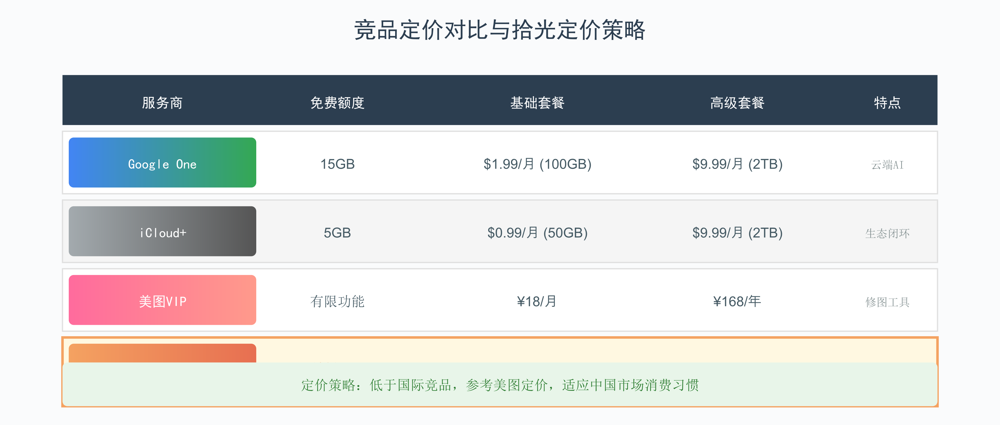 竞品定价对比与拾光定价策略
服务商 免费额度 基础套餐 高级套餐 特点
Google One 15GB $1.99/月 (100GB) $9.99/月 (2TB) 云端AI
iCloud+ 5GB $0.99/月 (50GB) $9.99/月 (2TB) 生态闭环
美图VIP 有限功能 ¥18/月 ¥168/年 修图工具
定价策略：低于国际竞品，参考美图定价，适应中国市场消费习惯